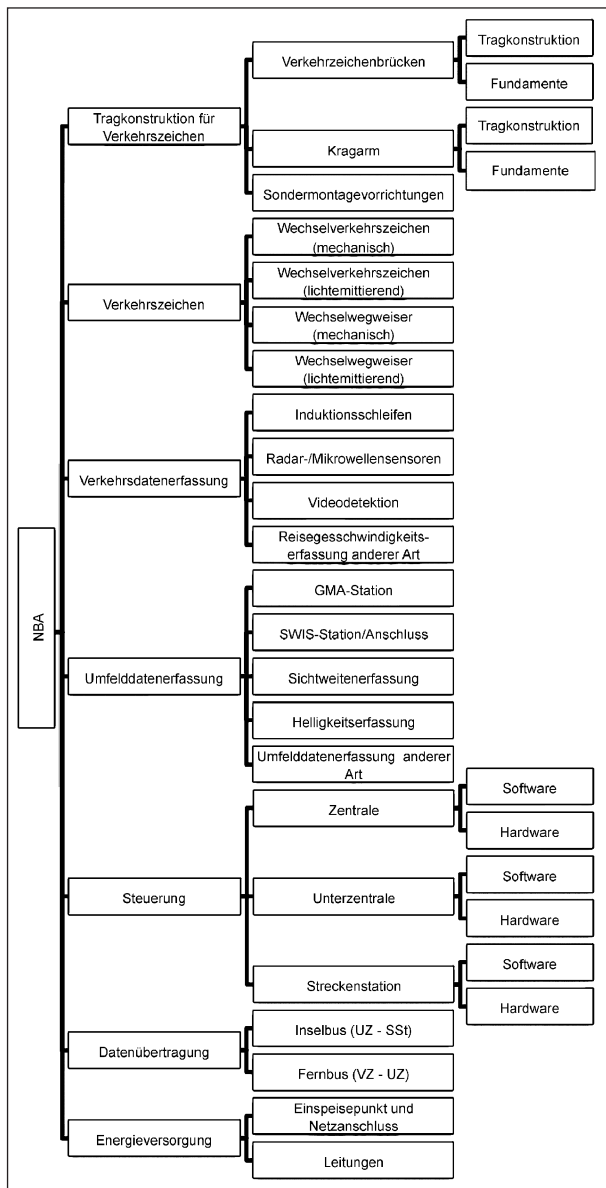 NBA
Tragkonstruktion für
Verkehrszeichen
Verkehrzeichenbrücken
Tragkonstruktion
Fundamente
Kragarm
Tragkonstruktion
Fundamente
Sondermontagevorrichtungen
Verkehrszeichen
Wechselverkehrszeichen
(mechanisch)
Wechselverkehrszeichen
(lichtemittierend)
Wechselwegweiser
(mechanisch)
Wechselwegweiser
(lichtemittierend)
Verkehrsdatenerfassung
Induktionsschleifen
Radar-/Mikrowellensensoren
Videodetektion
Reisegesschwindigkeits-
erfassung anderer Art
Umfelddatenerfassung
GMA-Station
SWIS-Station/Anschluss
Sichtweitenerfassung
Helligkeitserfassung
Umfelddatenerfassung anderer
Art
Steuerung
Zentrale
Software
Hardware
Unterzentrale
Software
Hardware
Streckenstation
Software
Hardware
Datenübertragung
Inselbus (UZ - SSt)
Fernbus (VZ - UZ)
Energieversorgung
Einspeisepunkt und
Netzanschluss
Leitungen